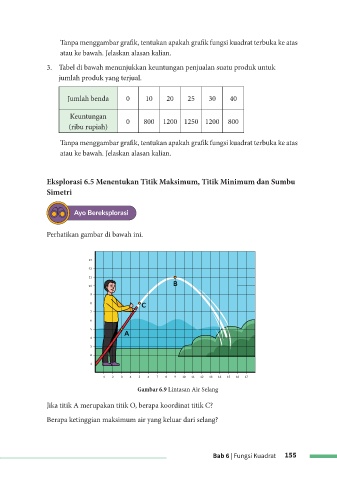 Tanpa menggambar grafik, tentukan apakah grafik fungsi kuadrat terbuka ke atas
atau ke bawah. Jelaskan alasan kalian.
3. Tabel di bawah menunjukkan keuntungan penjualan suatu produk untuk
jumlah produk yang terjual.
Jumlah benda 0 10 20 25 30 40
Keuntungan
(ribu rupiah) 0 800 1200 1250 1200 800
Tanpa menggambar grafik, tentukan apakah grafik fungsi kuadrat terbuka ke atas
atau ke bawah. Jelaskan alasan kalian.
Eksplorasi 6.5 Menentukan Titik Maksimum, Titik Minimum dan Sumbu
Simetri
Ayo Bereksplorasi
Perhatikan gambar di bawah ini.
B
C
A
Gambar 6.9 Lintasan Air Selang
Jika titik A merupakan titik O, berapa koordinat titik C?
Berapa ketinggian maksimum air yang keluar dari selang?
Bab 6 | Fungsi Kuadrat 155